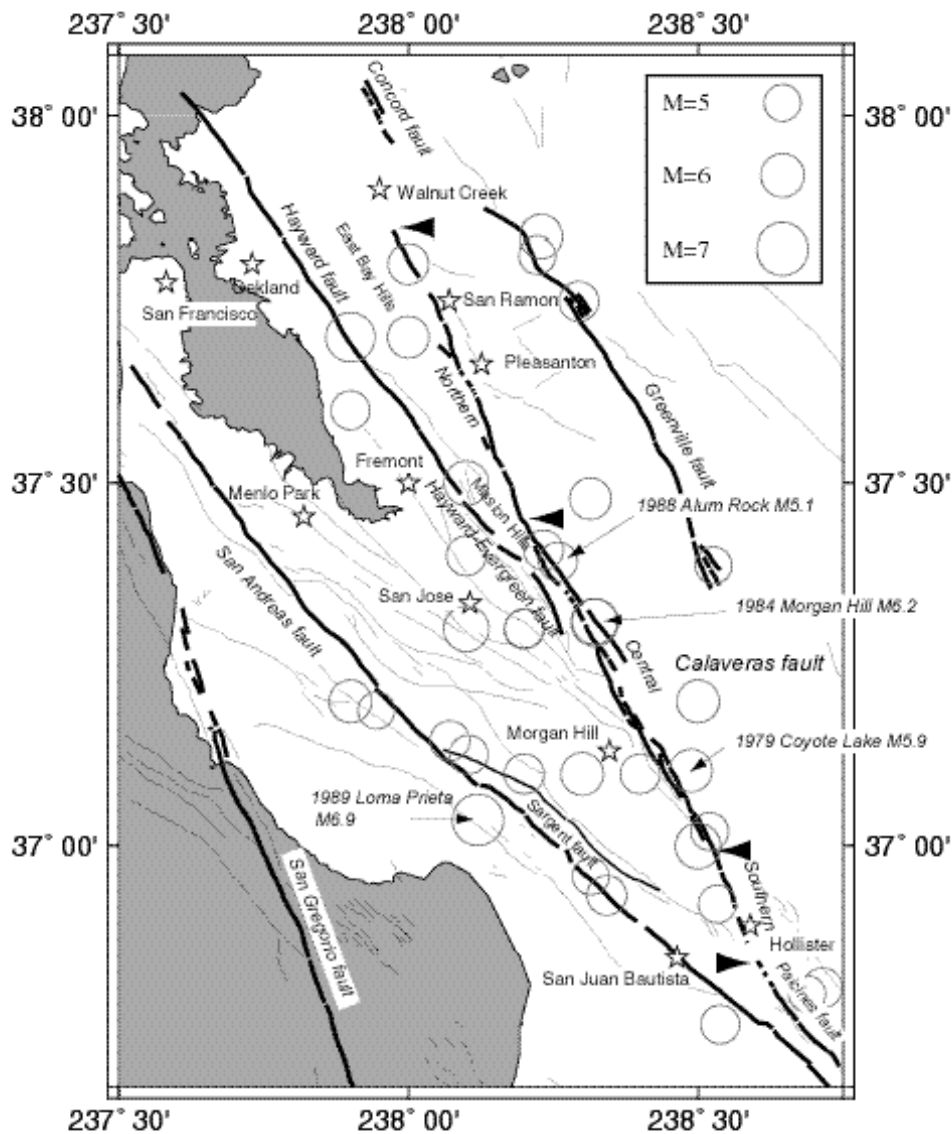 237° 30'
238° 00'
238° 30'
38° 00'
38° 00'
M=5
M=6
M=7
Concord fault
Walnut Creek
Hayward fault
East Bay Hills
Oakland
San Francisco
San Ramon
Pleasanton
Northern
Greenville fault
37° 30'
37° 30'
Fremont
Menlo Park
Mission Hills
Hayward-Evergreen fault
1988 Alum Rock M5.1
San Andreas fault
San Jose
1984 Morgan Hill M6.2
Central
Calaveras fault
Morgan Hill
1979 Coyote Lake M5.9
1989 Loma Prieta
M6.9
Sargent fault
37° 00'
37° 00'
San Gregorio fault
Southern
Hollister
San Juan Bautista
Paicines fault
237° 30'
238° 00'
238° 30'